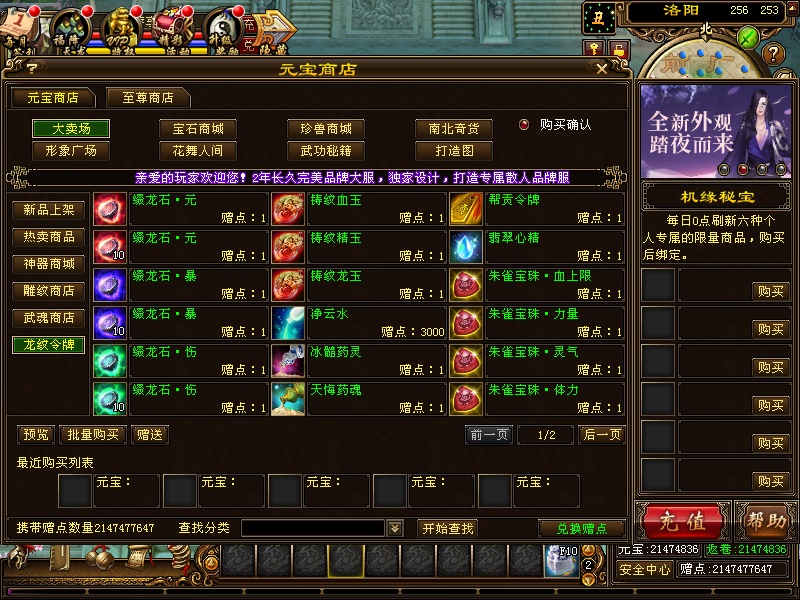 洛阳
256 253
丑
北
元宝商店
元宝商店
至尊商店
大卖场
宝石商城
珍兽商城
南北奇货
购买确认
形象广场
花舞人间
武功秘籍
打造图
亲爱的玩家欢迎您！2年长久完美品牌大服，独家设计，打造专属散人品牌服
新品上架
热卖商品
神器商城
雕纹商店
武魂商店
龙纹令牌
缀龙石·元
赠点：1
铸纹血玉
赠点：1
帮贡令牌
赠点：1
缀龙石·元
10
赠点：1
铸纹精玉
赠点：1
翡翠心精
赠点：1
缀龙石·暴
赠点：1
铸纹龙玉
赠点：1
朱雀宝珠·血上限
赠点：1
缀龙石·暴
10
赠点：1
净云水
赠点：3000
朱雀宝珠·力量
赠点：1
缀龙石·伤
赠点：1
冰髓药灵
赠点：1
朱雀宝珠·灵气
赠点：1
缀龙石·伤
10
赠点：1
天悔药魂
赠点：1
朱雀宝珠·体力
赠点：1
预览
批量购买
赠送
前一页
1/2
后一页
最近购买列表
元宝：
元宝：
元宝：
元宝：
元宝：
携带赠点数量2147477647
查找分类
开始查找
兑换赠点
全新外观
踏夜而来
机缘秘宝
每日0点刷新六种个
人专属的限量商品，购买
后绑定。
购买
购买
购买
购买
购买
购买
充值
帮助
F10
2
元宝:21474836
返卷:21474836
安全中心
赠点:2147477647